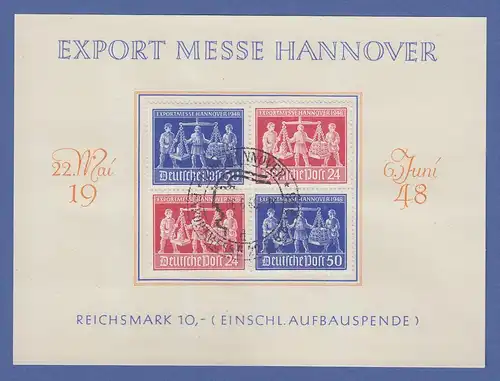 EXPORT MESSE HANNOVER
EXPORTMESSE HANNOVER 1948
Deutsche Post 50
EXPORTMESSE HANNOVER 1948
Deutsche Post 24
22. Mai
19
6. Juni
48
HANNOVER
EXPORTMESSE HANNOVER 1948
Deutsche Post 24
EXPORTMESSE HANNOVER 1948
Deutsche Post 50
REICHSMARK 10,- (EINSCHL. AUFBAUSPENDE)